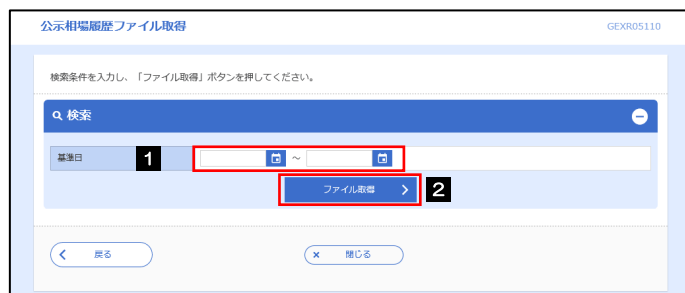 公示相場履歴ファイル取得 GEXR05110
検索条件を入力し、「ファイル取得」ボタンを押してください。
検索
基準日 1 ～
ファイル取得 2
戻る 閉じる